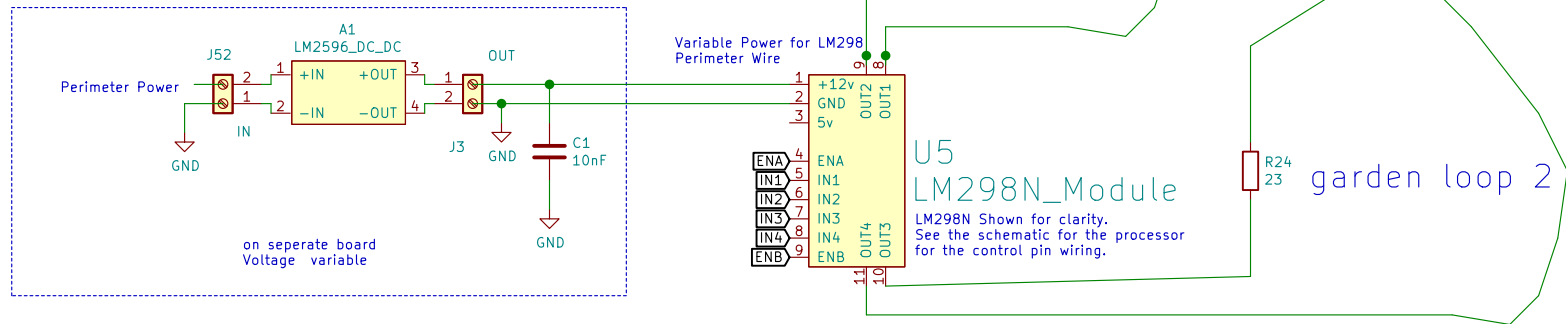 A1
LM2596_DC_DC
J52
OUT
Perimeter Power
2
1
1
2
+IN
-IN
+OUT
-OUT
3
4
1
2
IN
GND
J3
GND
C1
10nF
GND
on seperate board
Voltage variable
Variable Power for LM298
Perimeter Wire
9
8
1
2
3
+12v
GND
5v
OUT2
OUT1
ENA
IN1
IN2
IN3
IN4
ENB
4
5
6
7
8
9
ENA
IN1
IN2
IN3
IN4
ENB
OUT4
OUT3
11
10
U5
LM298N_Module
LM298N Shown for clarity.
See the schematic for the processor
for the control pin wiring.
R24
23
garden loop 2